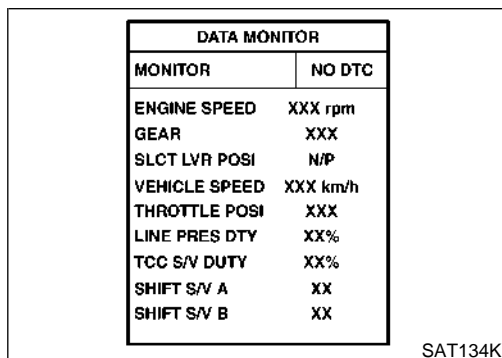 DATA MONITOR
MONITOR NO DTC
ENGINE SPEED XXX rpm
GEAR XXX
SLCT LVR POSI N/P
VEHICLE SPEED XXX km/h
THROTTLE POSI XXX
LINE PRES DTY XX%
TCC S/V DUTY XX%
SHIFT S/V A XX
SHIFT S/V B XX
SAT134K